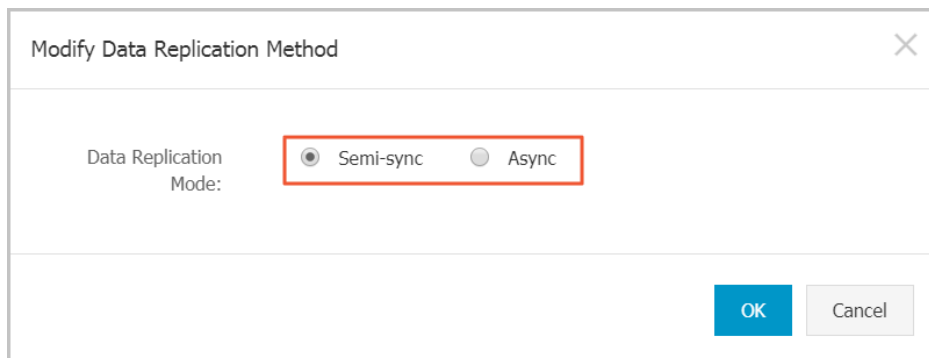 Modify Data Replication Method
Data Replication Semi-sync Async
Mode:
OK Cancel